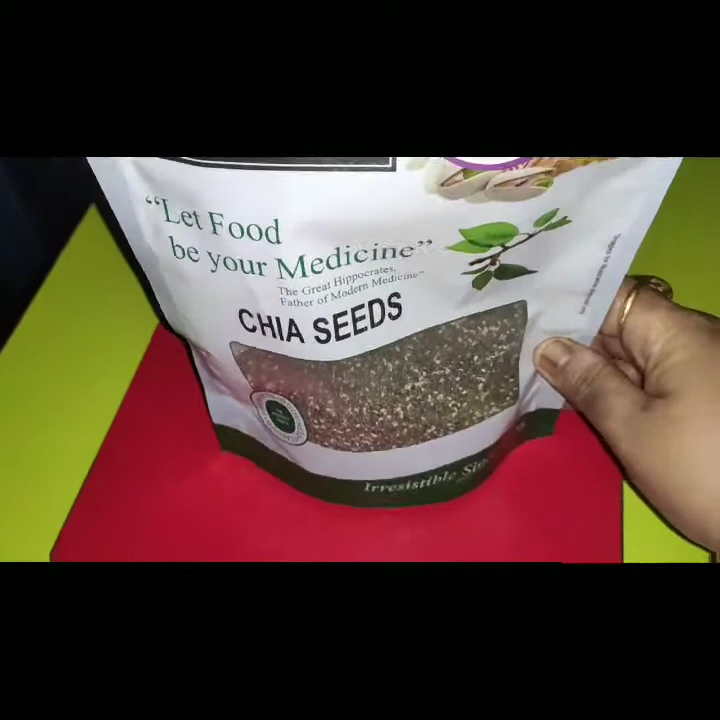 “Let Food
be your Medicine”
The Great Hippocrates,
Father of Modern Medicine"
CHIA SEEDS
Irresistible